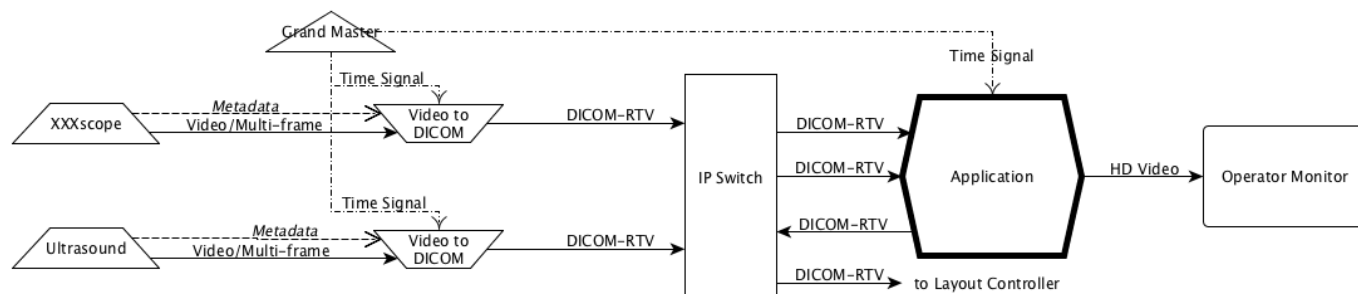 Grand Master
Time Signal
Time Signal
Metadata
XXXscope
Video/Multi-frame
Video to
DICOM
DICOM-RTV
DICOM-RTV
IP Switch
DICOM-RTV
Application
HD Video
Operator Monitor
Time Signal
Metadata
Ultrasound
Video/Multi-frame
Video to
DICOM
DICOM-RTV
DICOM-RTV
DICOM-RTV
to Layout Controller